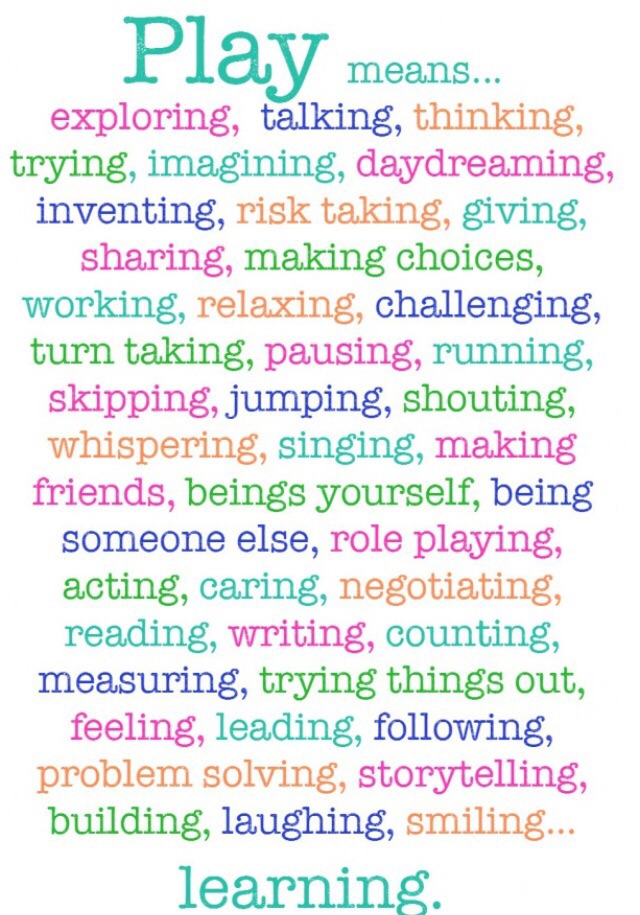 Play means...
exploring, talking, thinking,
trying, imagining, daydreaming,
inventing, risk taking, giving,
sharing, making choices,
working, relaxing, challenging,
turn taking, pausing, running,
skipping, jumping, shouting,
whispering, singing, making
friends, beings yourself, being
someone else, role playing,
acting, caring, negotiating,
reading, writing, counting,
measuring, trying things out,
feeling, leading, following,
problem solving, storytelling,
building, laughing, smiling...
learning.